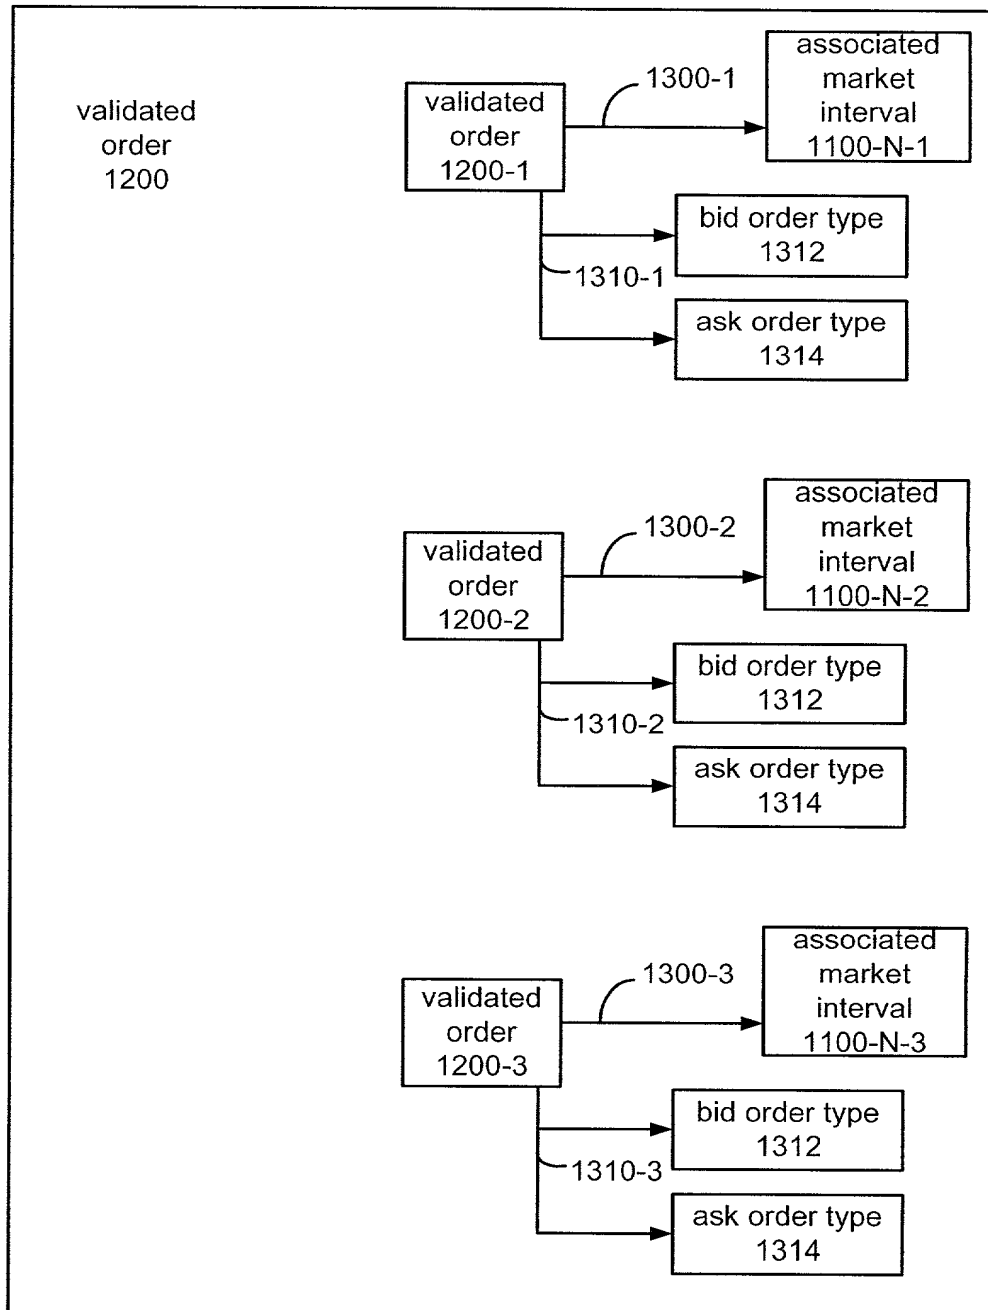 validated
order
1200
validated
order
1200-1
1300-1
associated
market
interval
1100-N-1
bid order type
1312
1310-1
ask order type
1314
validated
order
1200-2
1300-2
associated
market
interval
1100-N-2
bid order type
1312
1310-2
ask order type
1314
validated
order
1200-3
1300-3
associated
market
interval
1100-N-3
bid order type
1312
1310-3
ask order type
1314